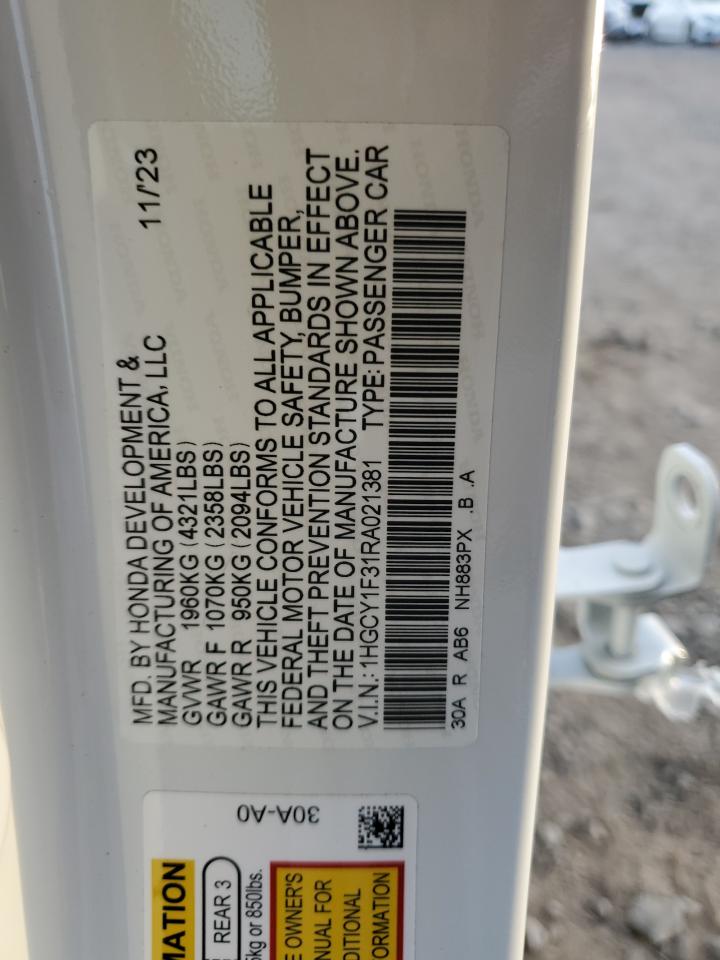 MFD. BY HONDA DEVELOPMENT &
MANUFACTURING OF AMERICA, LLC 11/'23
GVWR 1960KG (4321LBS)
GAWR F 1070KG (2358LBS)
GAWR R 950KG (2094LBS)
THIS VEHICLE CONFORMS TO ALL APPLICABLE
FEDERAL MOTOR VEHICLE SAFETY, BUMPER,
AND THEFT PREVENTION STANDARDS IN EFFECT
ON THE DATE OF MANUFACTURE SHOWN ABOVE.
V.I.N.: 1HGCY1F31RA021381 TYPE: PASSENGER CAR
30A R AB6 NH883PX .B .A
30A-A0
MATION
REAR 3
5kg or 850lbs.
E OWNER'S
NUAL FOR
DITIONAL
ORMATION